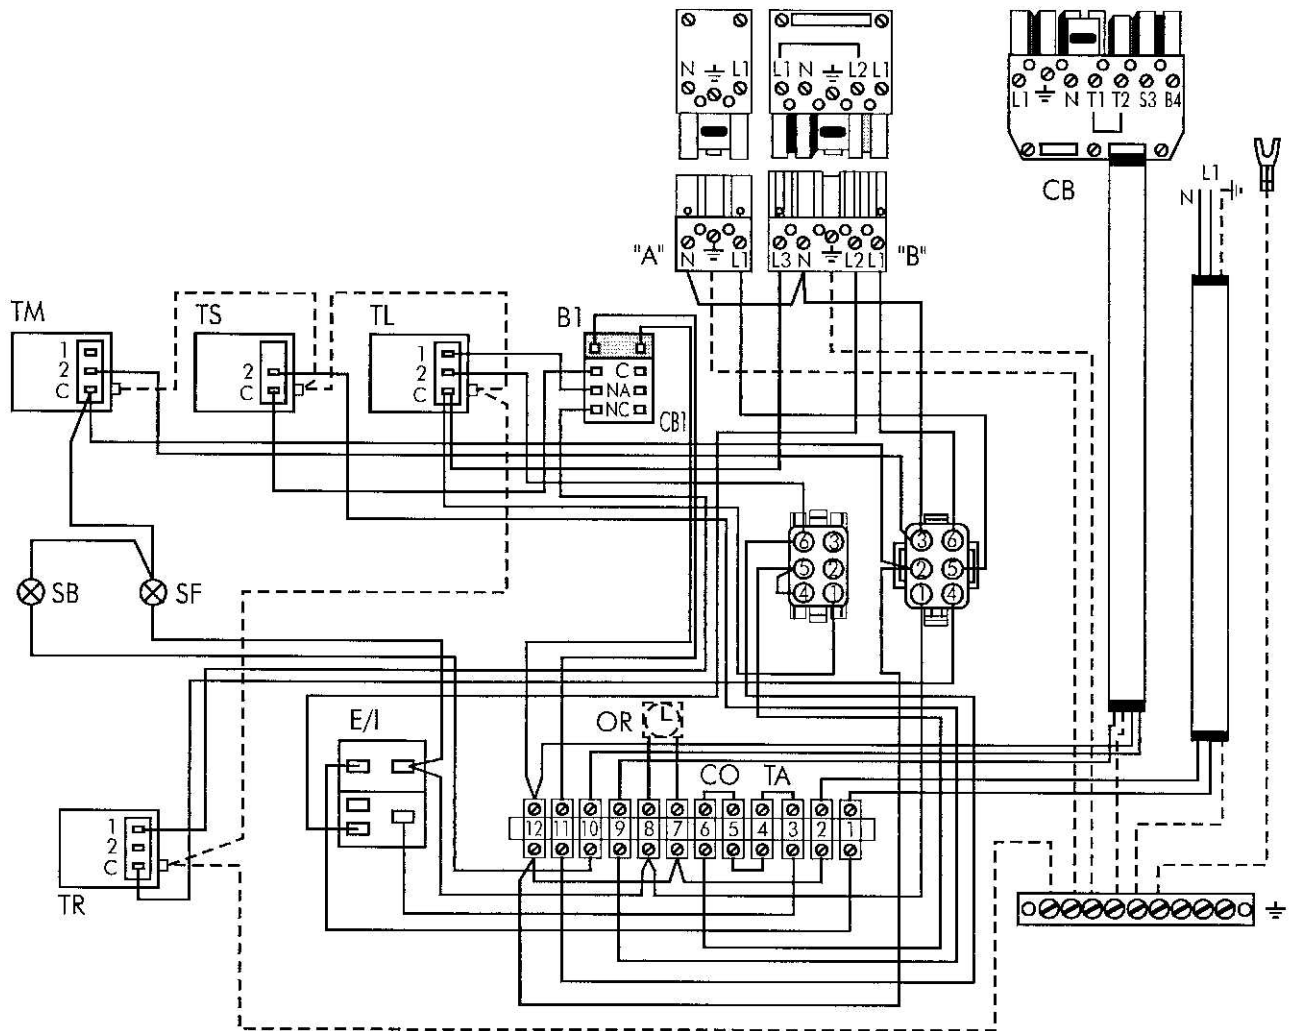 N ⏚ L1
L1 N ⏚ L2 L1
L1 ⏚ N T1 T2 S3 B4
CB
L1
N
"A"
N ⏚ L1
L3 N ⏚ L2 L1
"B"
TM
1
2
C
TS
2
C
TL
1
2
C
B1
C
NA
NC
CB1
6 3
5 2
4 1
3 6
2 5
1 4
SB
SF
E/I
OR
L
CO
TA
12 11 10 9 8 7 6 5 4 3 2 1
1
2
C
TR
⏚